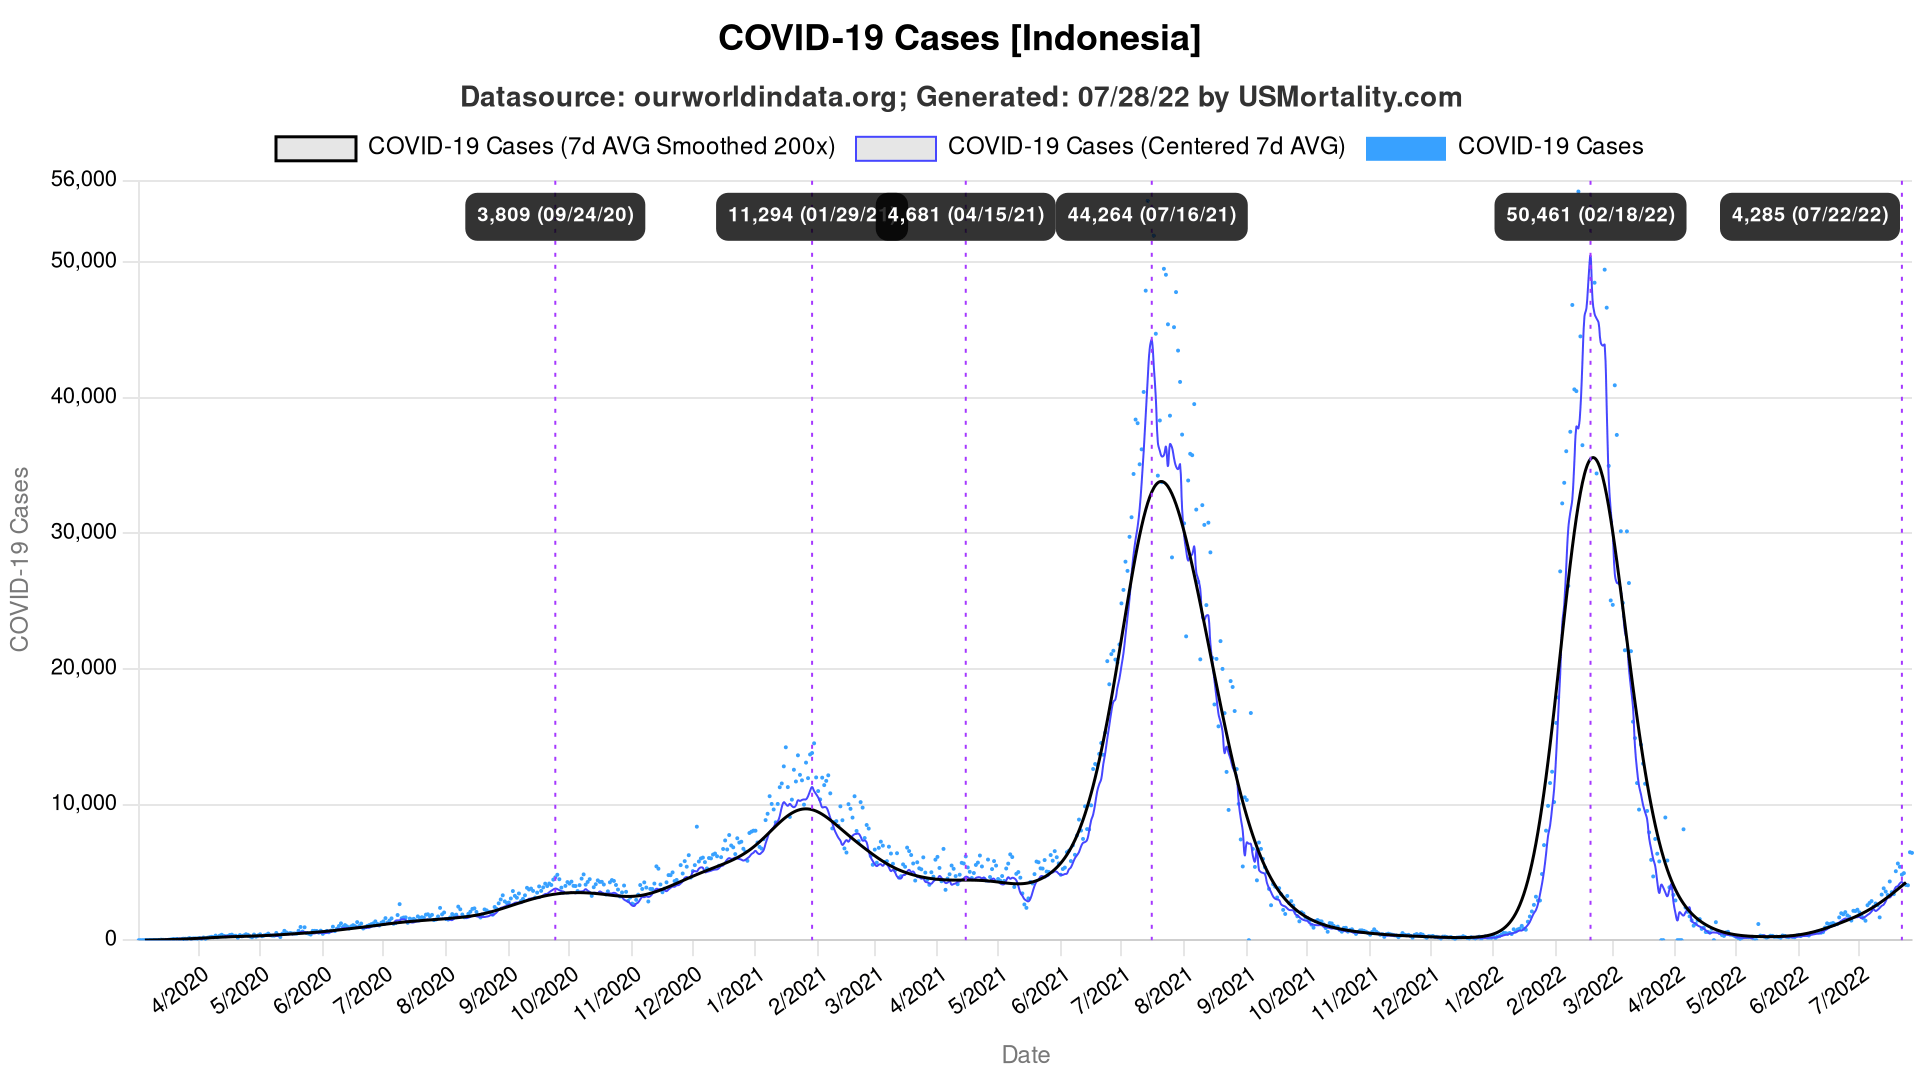 COVID-19 Cases [Indonesia]
Datasource: ourworldindata.org; Generated: 07/28/22 by USMortality.com
COVID-19 Cases (7d AVG Smoothed 200x) COVID-19 Cases (Centered 7d AVG) COVID-19 Cases
56,000
3,809 (09/24/20) 11,294 (01/29/2 4,681 (04/15/21) 44,264 (07/16/21) 50,461 (02/18/22) 4,285 (07/22/22)
50,000
40,000
30,000
20,000
10,000
0
COVID-19 Cases
4/2020 5/2020 6/2020 7/2020 8/2020 9/2020 10/2020 11/2020 12/2020 1/2021 2/2021 3/2021 4/2021 5/2021 6/2021 7/2021 8/2021 9/2021 10/2021 11/2021 12/2021 1/2022 2/2022 3/2022 4/2022 5/2022 6/2022 7/2022
Date